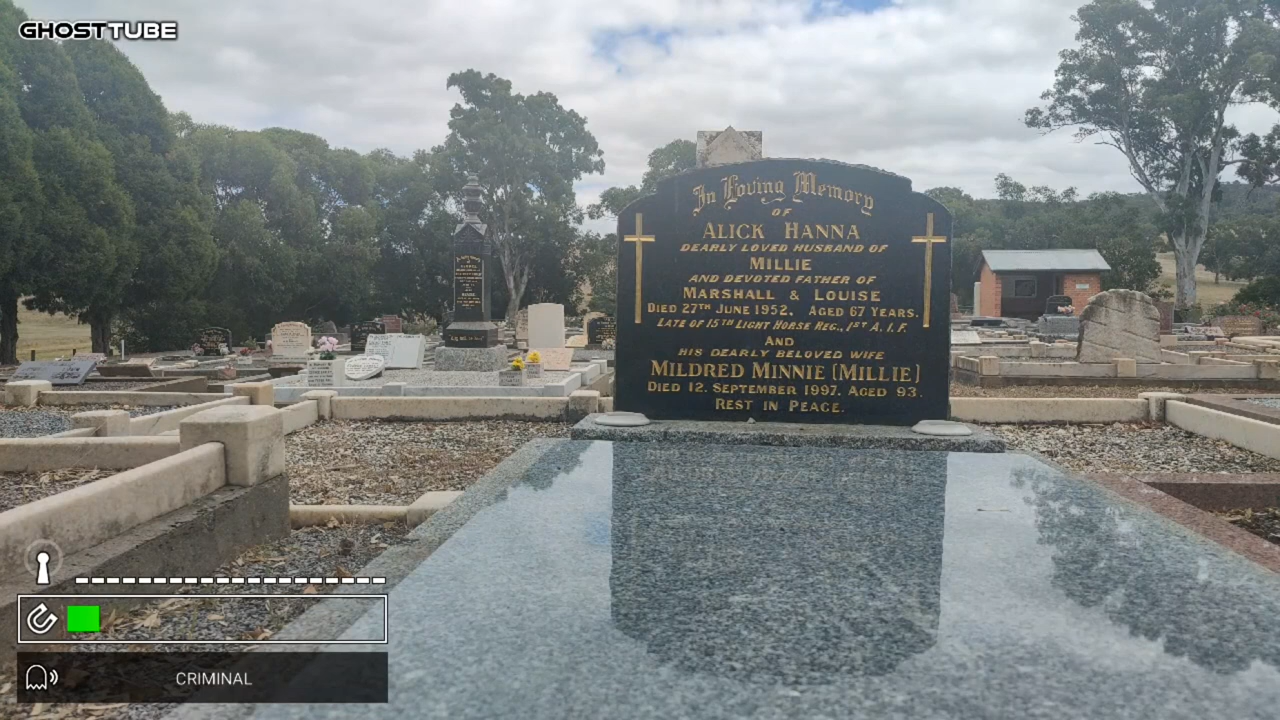 GHOSTTUBE
In Loving Memory
OF
ALICK HANNA
DEARLY LOVED HUSBAND OF
MILLIE
AND DEVOTED FATHER OF
MARSHALL & LOUISE
DIED 27TH JUNE 1952. AGED 67 YEARS.
LATE OF 15TH LIGHT HORSE REG., 1ST A.I.F.
AND
HIS DEARLY BELOVED WIFE
MILDRED MINNIE (MILLIE)
DIED 12. SEPTEMBER 1997. AGED 93.
REST IN PEACE.
CRIMINAL